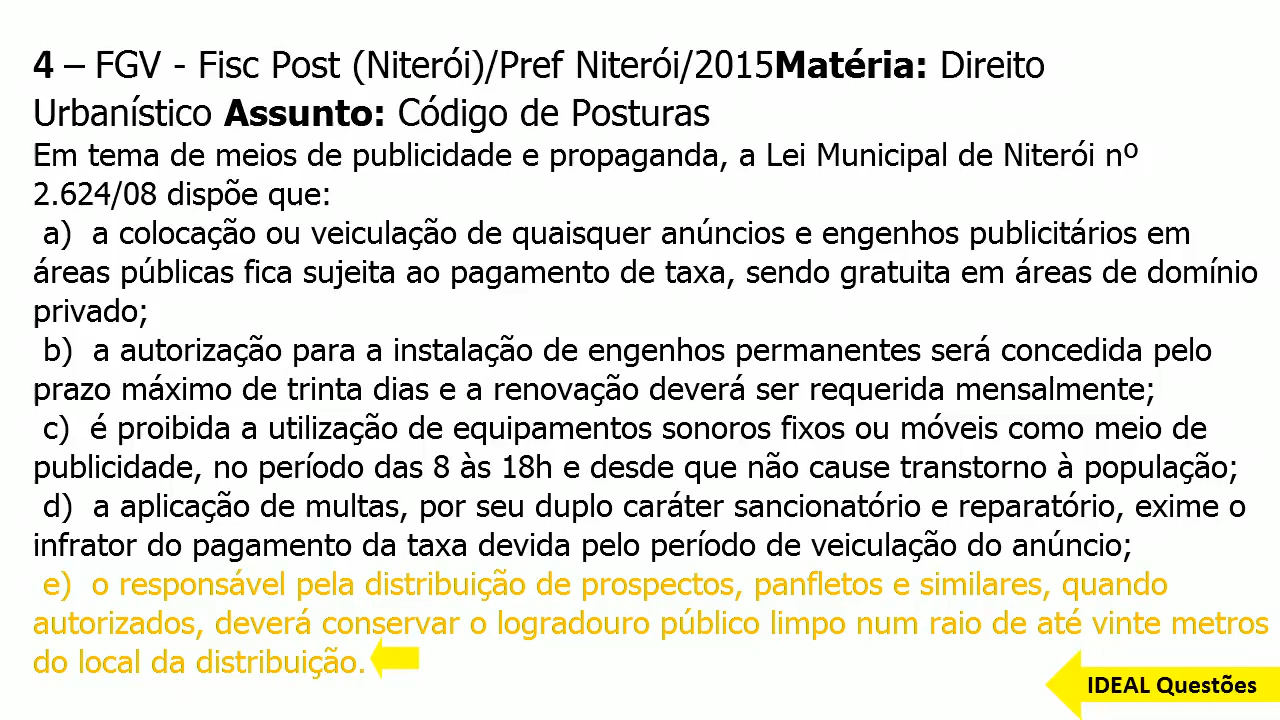 4 – FGV - Fisc Post (Niterói)/Pref Niterói/2015Matéria: Direito
Urbanístico Assunto: Código de Posturas
Em tema de meios de publicidade e propaganda, a Lei Municipal de Niterói nº
2.624/08 dispõe que:
a) a colocação ou veiculação de quaisquer anúncios e engenhos publicitários em
áreas públicas fica sujeita ao pagamento de taxa, sendo gratuita em áreas de domínio
privado;
b) a autorização para a instalação de engenhos permanentes será concedida pelo
prazo máximo de trinta dias e a renovação deverá ser requerida mensalmente;
c) é proibida a utilização de equipamentos sonoros fixos ou móveis como meio de
publicidade, no período das 8 às 18h e desde que não cause transtorno à população;
d) a aplicação de multas, por seu duplo caráter sancionatório e reparatório, exime o
infrator do pagamento da taxa devida pelo período de veiculação do anúncio;
e) o responsável pela distribuição de prospectos, panfletos e similares, quando
autorizados, deverá conservar o logradouro público limpo num raio de até vinte metros
do local da distribuição.
IDEAL Questões